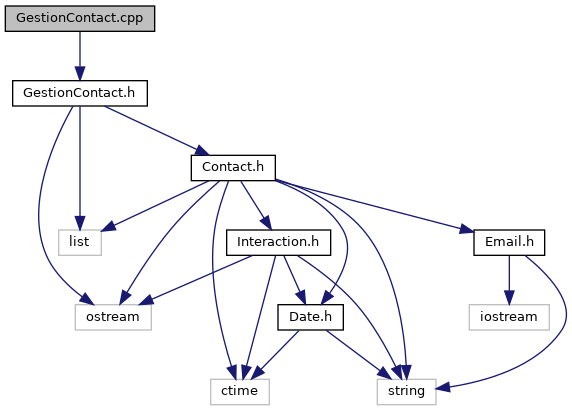 GestionContact.cpp
GestionContact.h
Contact.h
list
Interaction.h
Email.h
ostream
Date.h
iostream
ctime
string